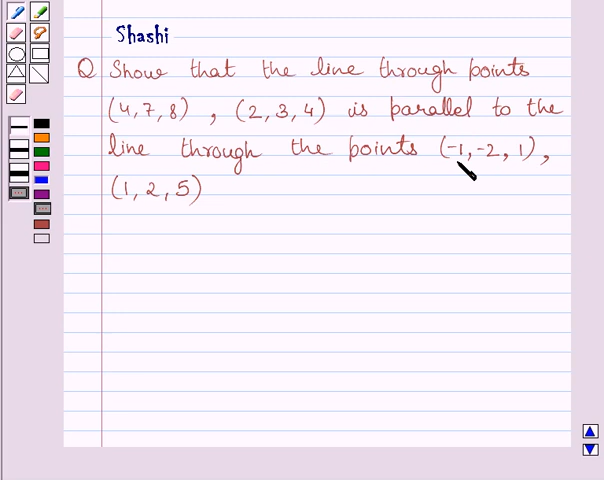 Shashi
Q Show that the line through points
(4,7,8) , (2,3,4) is parallel to the
line through the points (-1,-2,1),
(1,2,5)